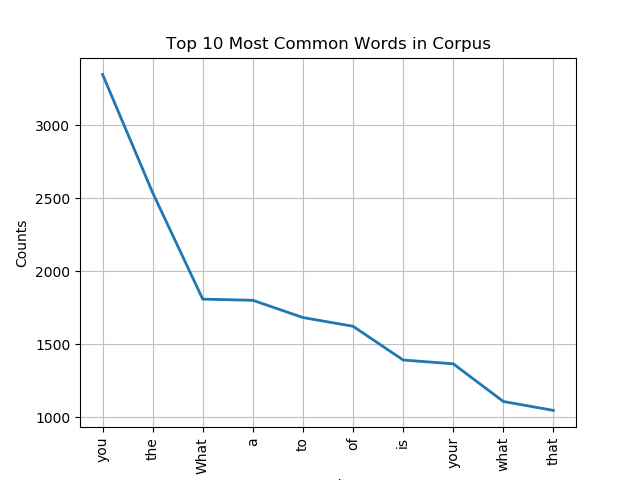 Top 10 Most Common Words in Corpus
Counts
3000
2500
2000
1500
1000
you
the
What
a
to
of
is
your
what
that